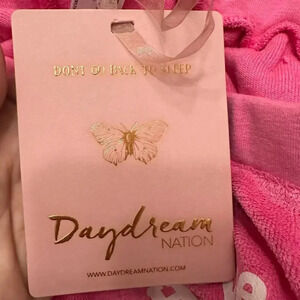 DON'T GO BACK TO SLEEP
Daydream
NATION
WWW.DAYDREAMNATION.COM